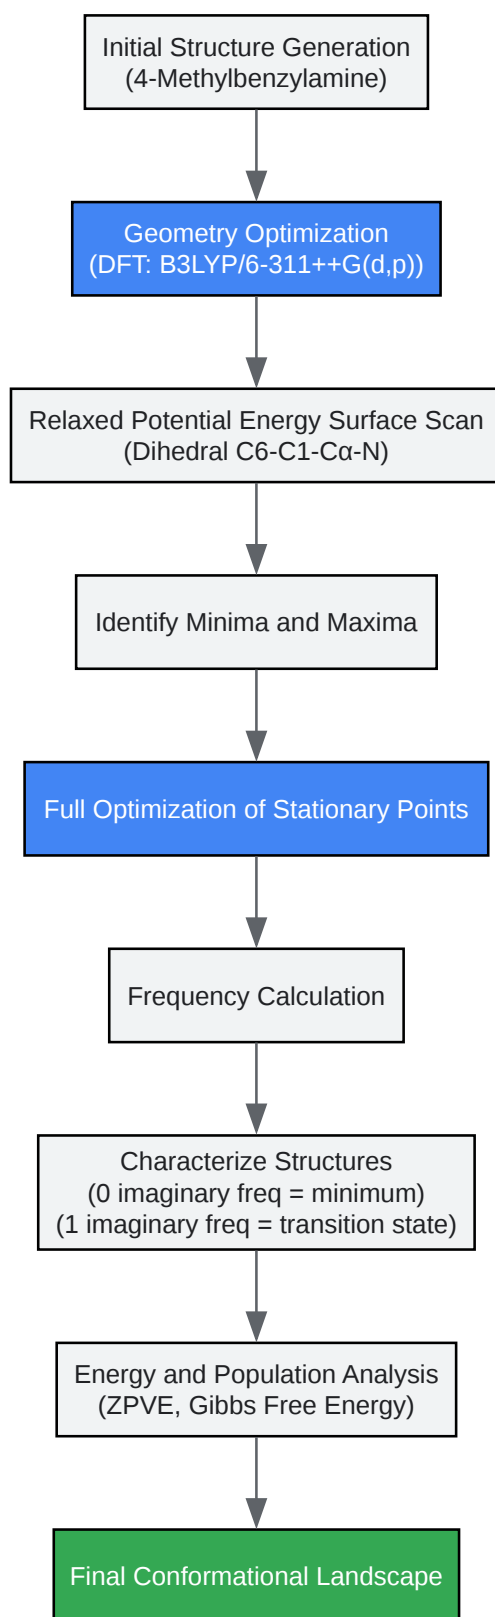 Initial Structure Generation
(4-Methylbenzylamine)
Geometry Optimization
(DFT: B3LYP/6-311++G(d,p))
Relaxed Potential Energy Surface Scan
(Dihedral C6-C1-Cα-N)
Identify Minima and Maxima
Full Optimization of Stationary Points
Frequency Calculation
Characterize Structures
(0 imaginary freq = minimum)
(1 imaginary freq = transition state)
Energy and Population Analysis
(ZPVE, Gibbs Free Energy)
Final Conformational Landscape